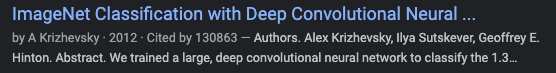 ImageNet Classification with Deep Convolutional Neural ...
by A Krizhevsky · 2012 · Cited by 130863 — Authors. Alex Krizhevsky, Ilya Sutskever, Geoffrey E.
Hinton. Abstract. We trained a large, deep convolutional neural network to classify the 1.3...